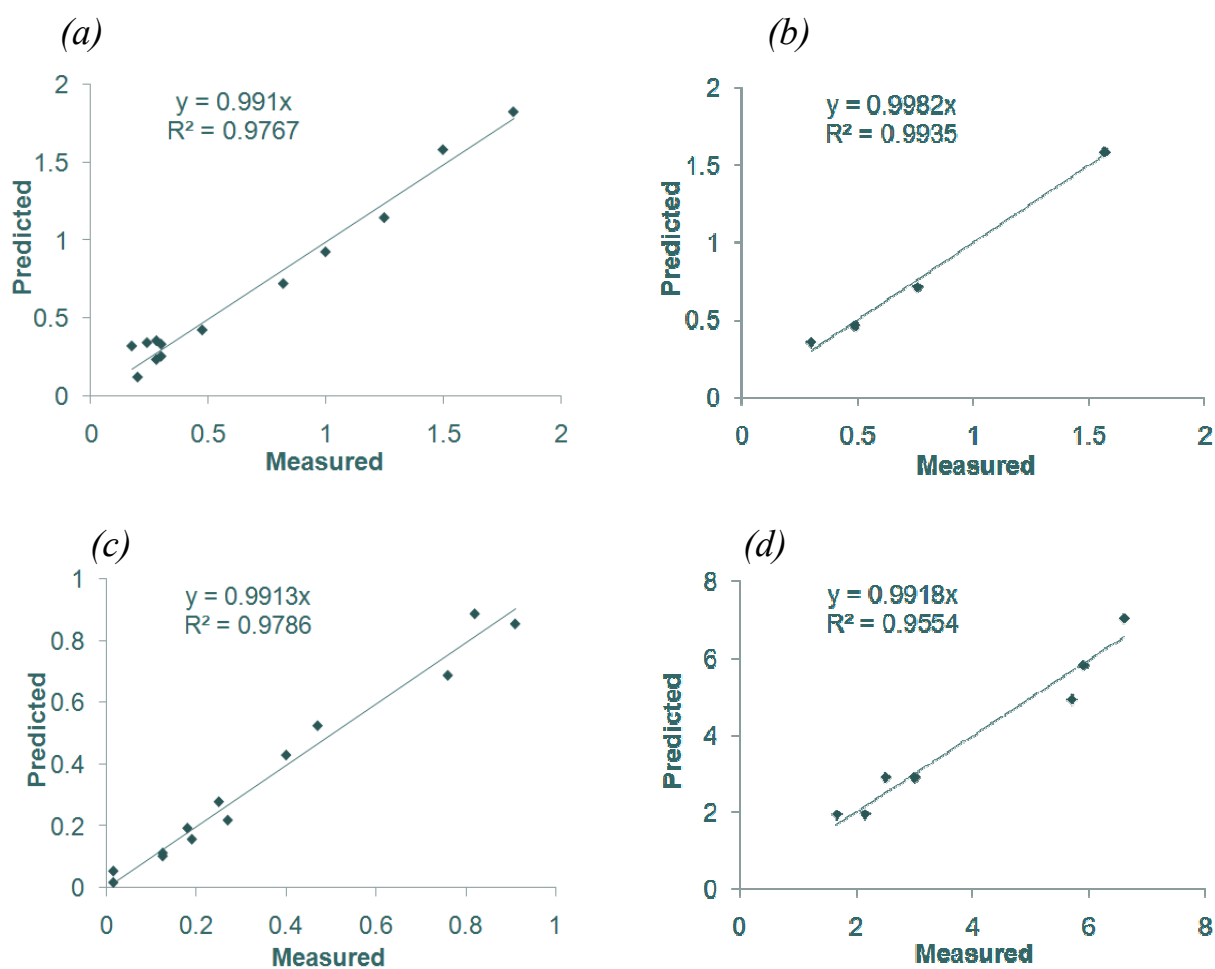 (a)
y = 0.991x
R² = 0.9767
2
1.5
1
0.5
0
Predicted
0 0.5 1 1.5 2
Measured
(b)
y = 0.9982x
R² = 0.9935
2
1.5
1
0.5
0
Predicted
0 0.5 1 1.5 2
Measured
(c)
y = 0.9913x
R² = 0.9786
1
0.8
0.6
0.4
0.2
0
Predicted
0 0.2 0.4 0.6 0.8 1
Measured
(d)
y = 0.9918x
R² = 0.9554
8
6
4
2
0
Predicted
0 2 4 6 8
Measured